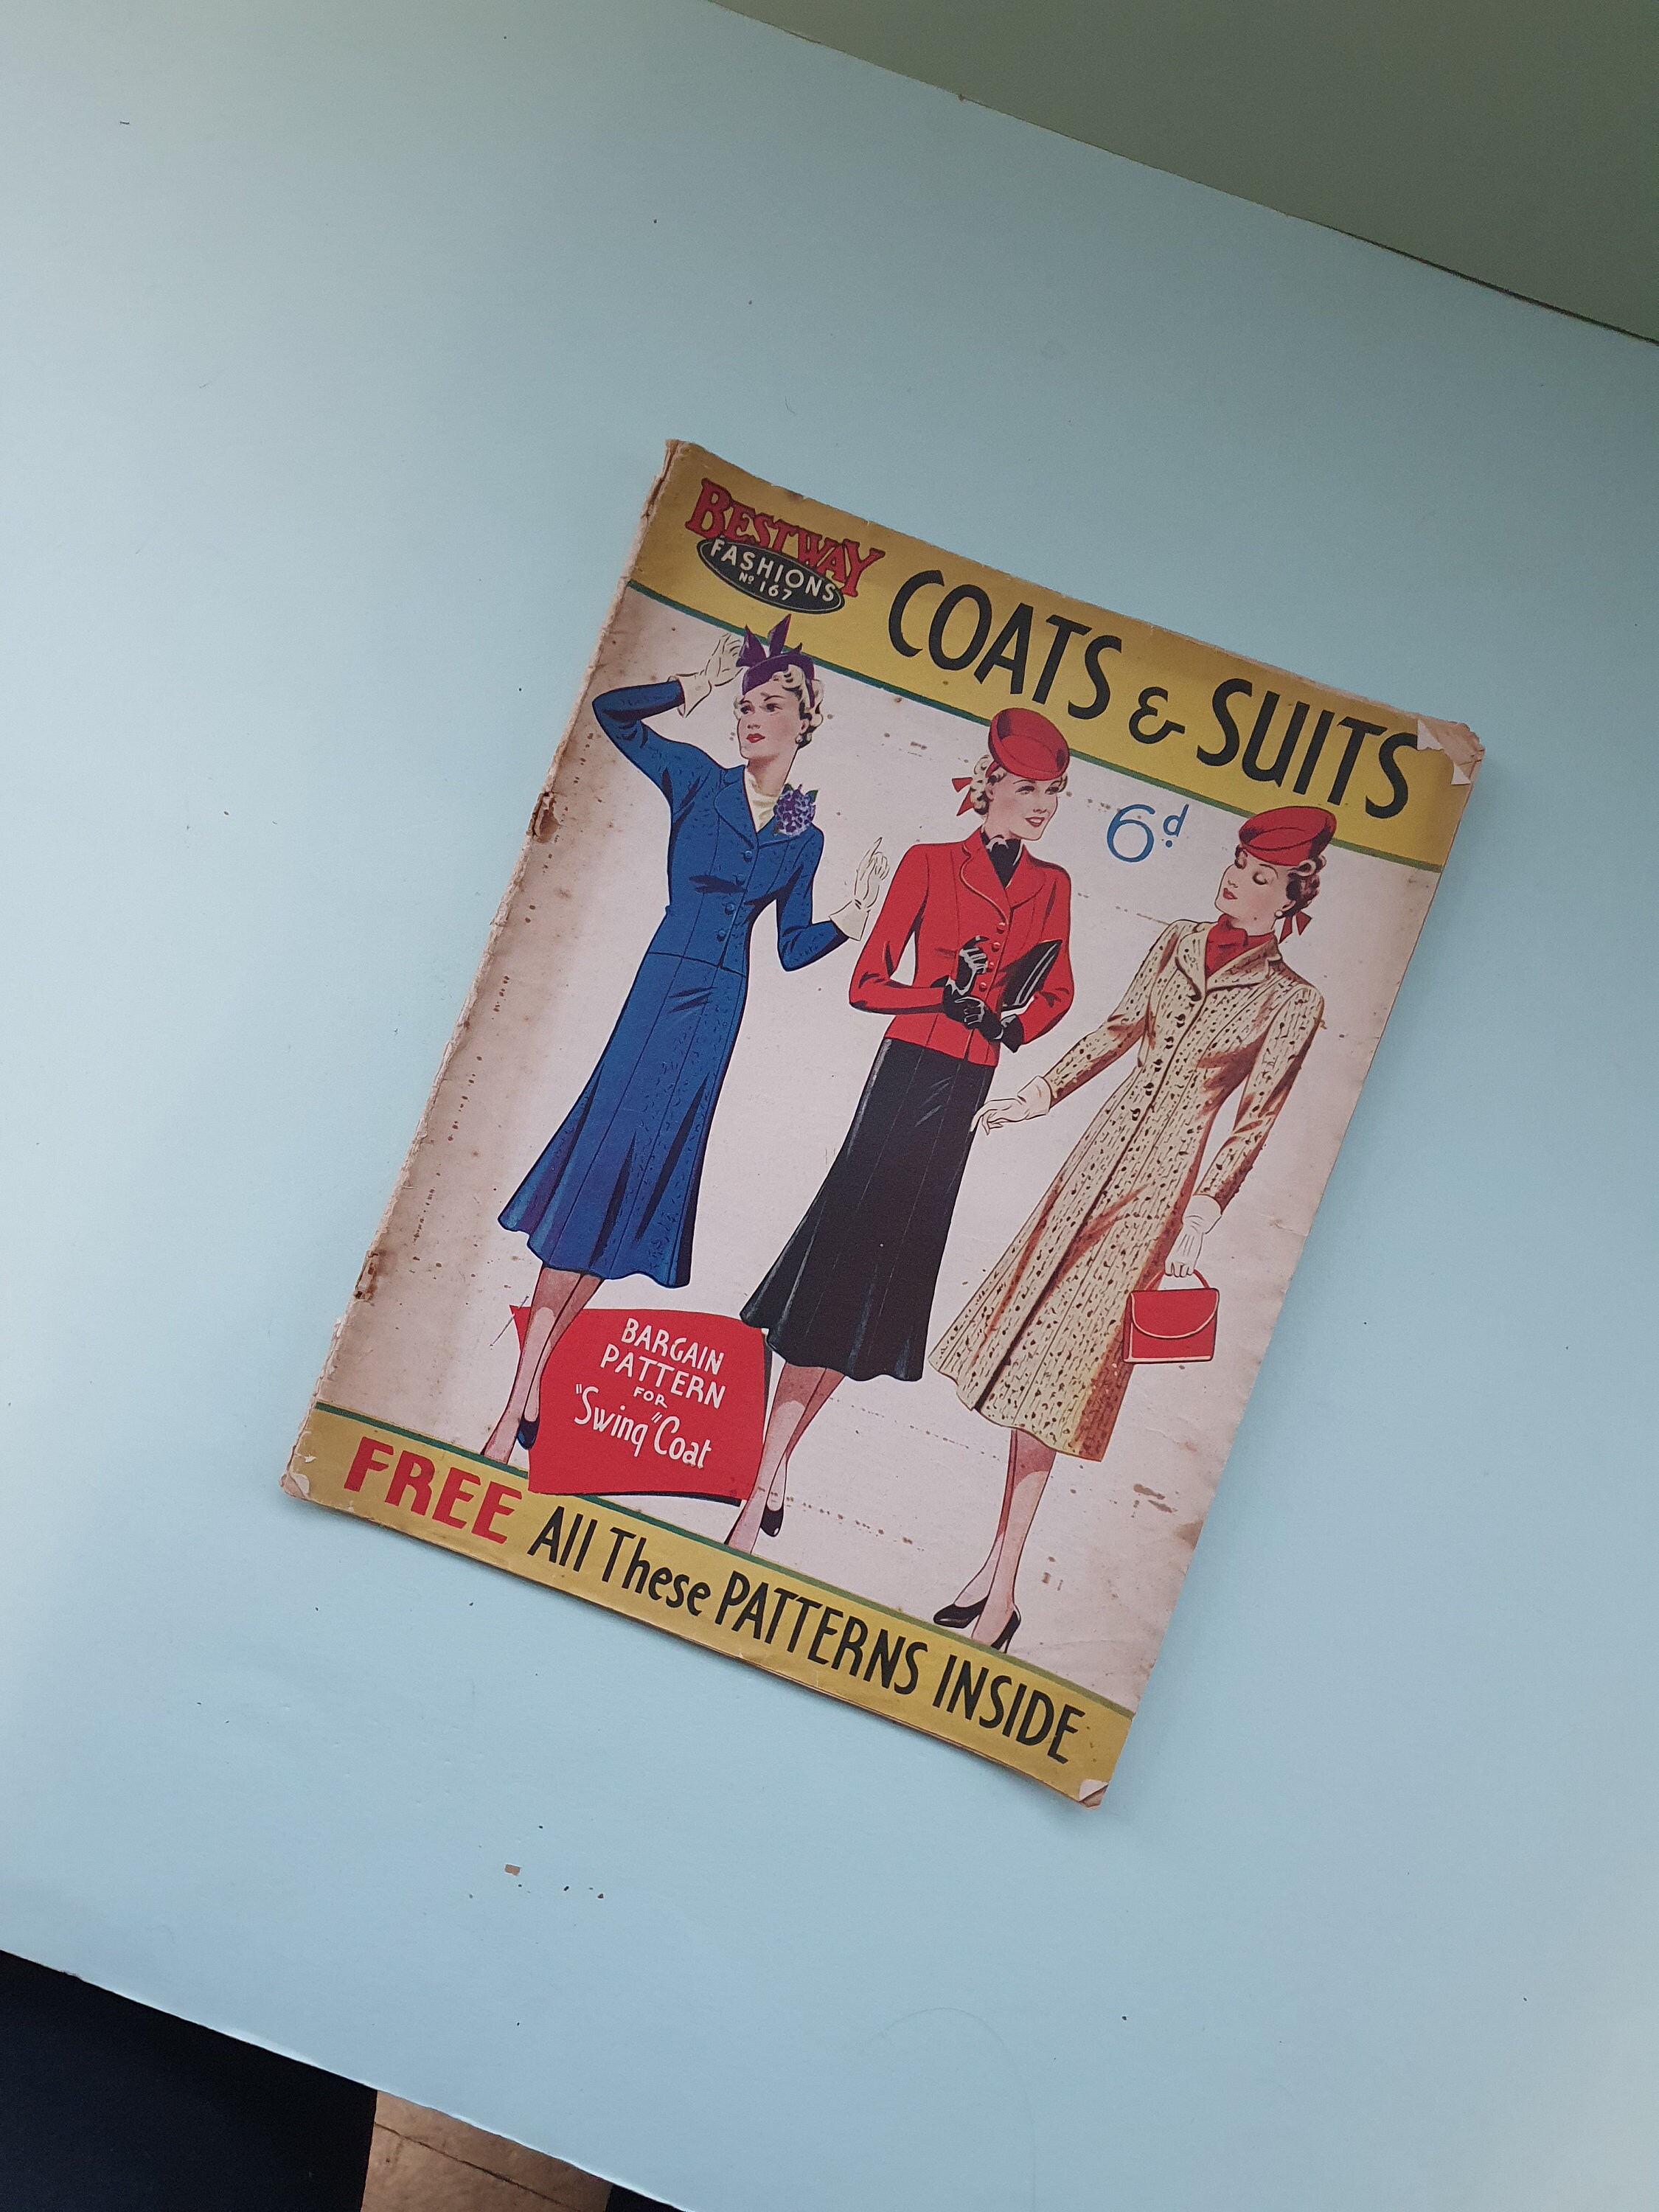 BESTWAY
FASHIONS
Nº 167
COATS & SUITS
6d.
BARGAIN
PATTERN
FOR
"Swing" Coat
FREE All These PATTERNS INSIDE